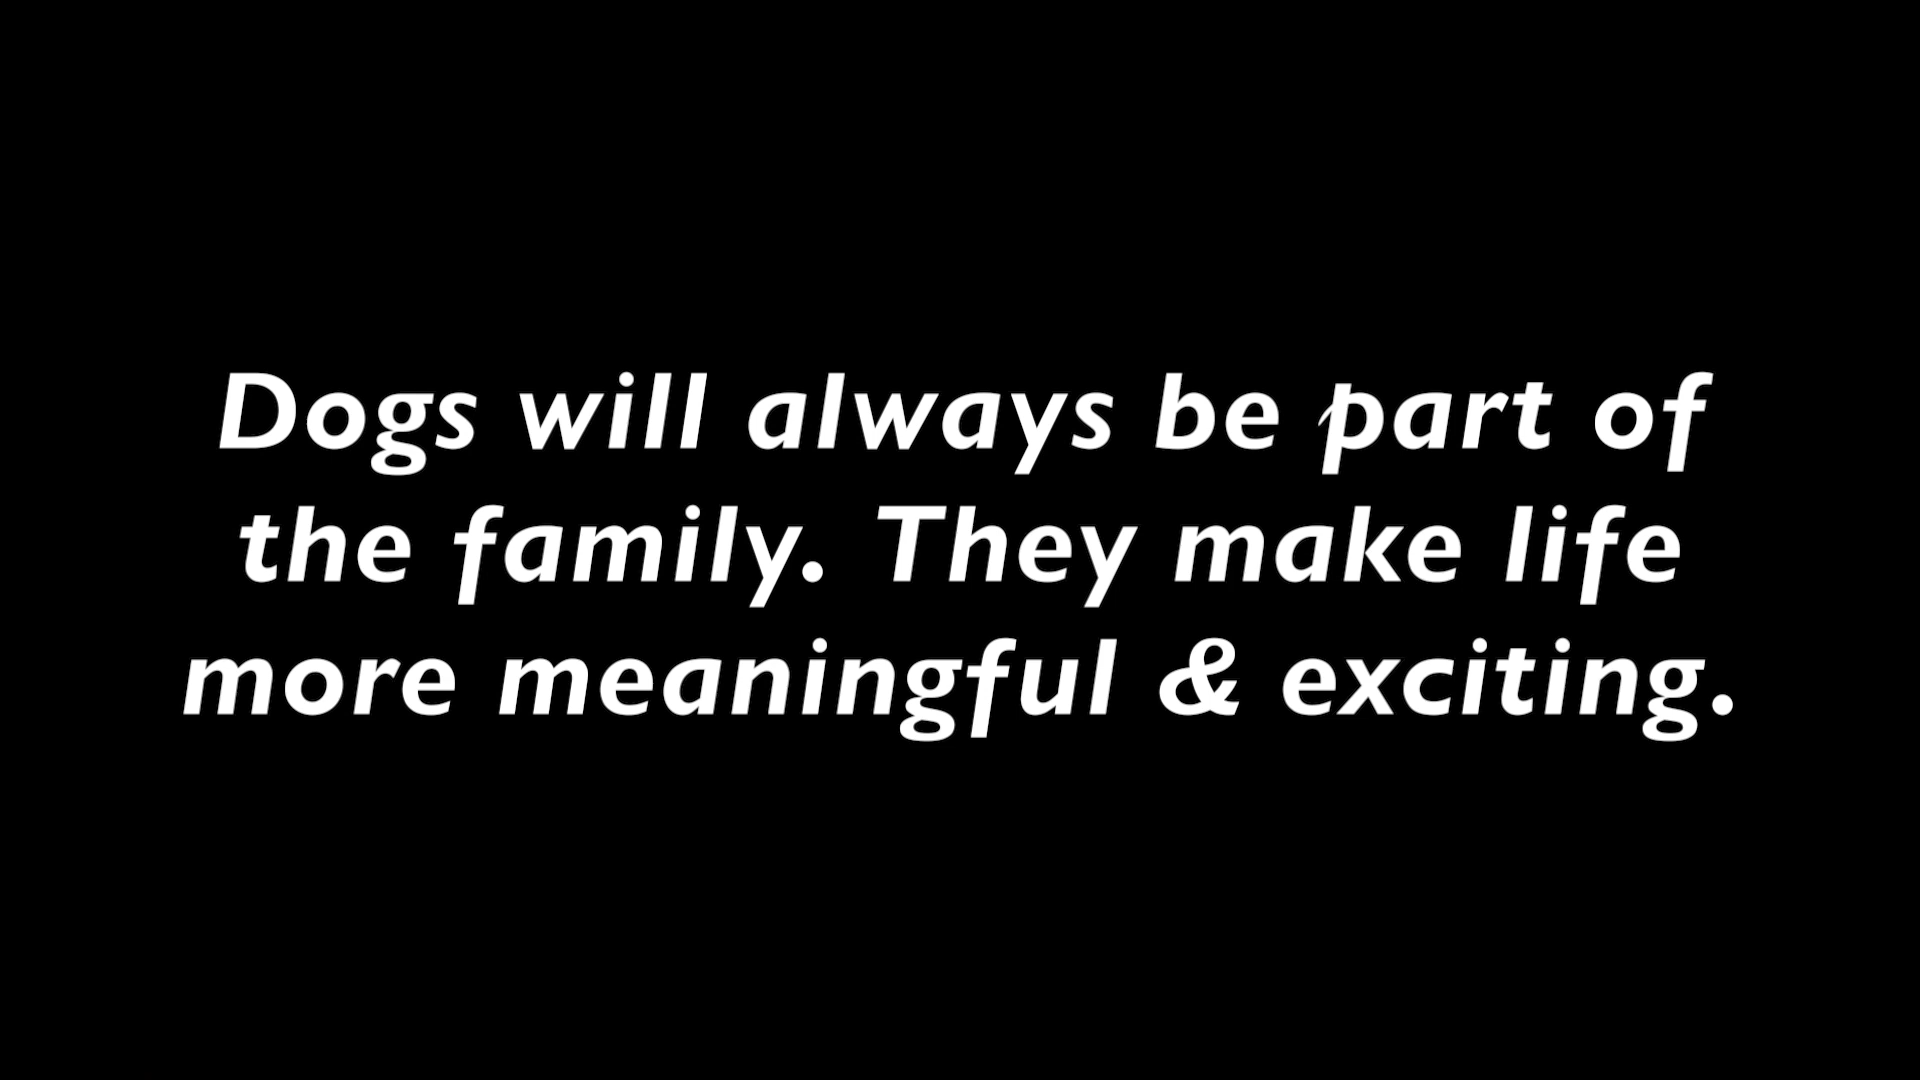 Dogs will always be part of
the family. They make life
more meaningful & exciting.